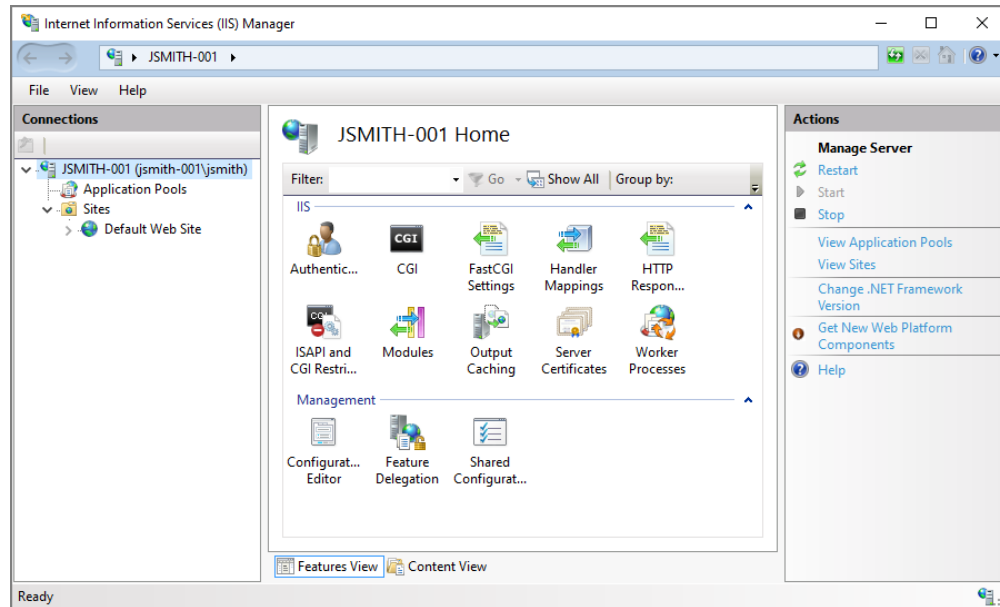 Internet Information Services (IIS) Manager
JSMITH-001
File View Help
Connections
JSMITH-001 (jsmith-001\jsmith)
Application Pools
Sites
Default Web Site
JSMITH-001 Home
Filter: Go Show All Group by:
IIS
Authentic... CGI FastCGI Settings Handler Mappings HTTP Respon...
ISAPI and CGI Restri... Modules Output Caching Server Certificates Worker Processes
Management
Configurat... Editor Feature Delegation Shared Configurat...
Features View Content View
Actions
Manage Server
Restart
Start
Stop
View Application Pools
View Sites
Change .NET Framework
Version
Get New Web Platform
Components
Help
Ready